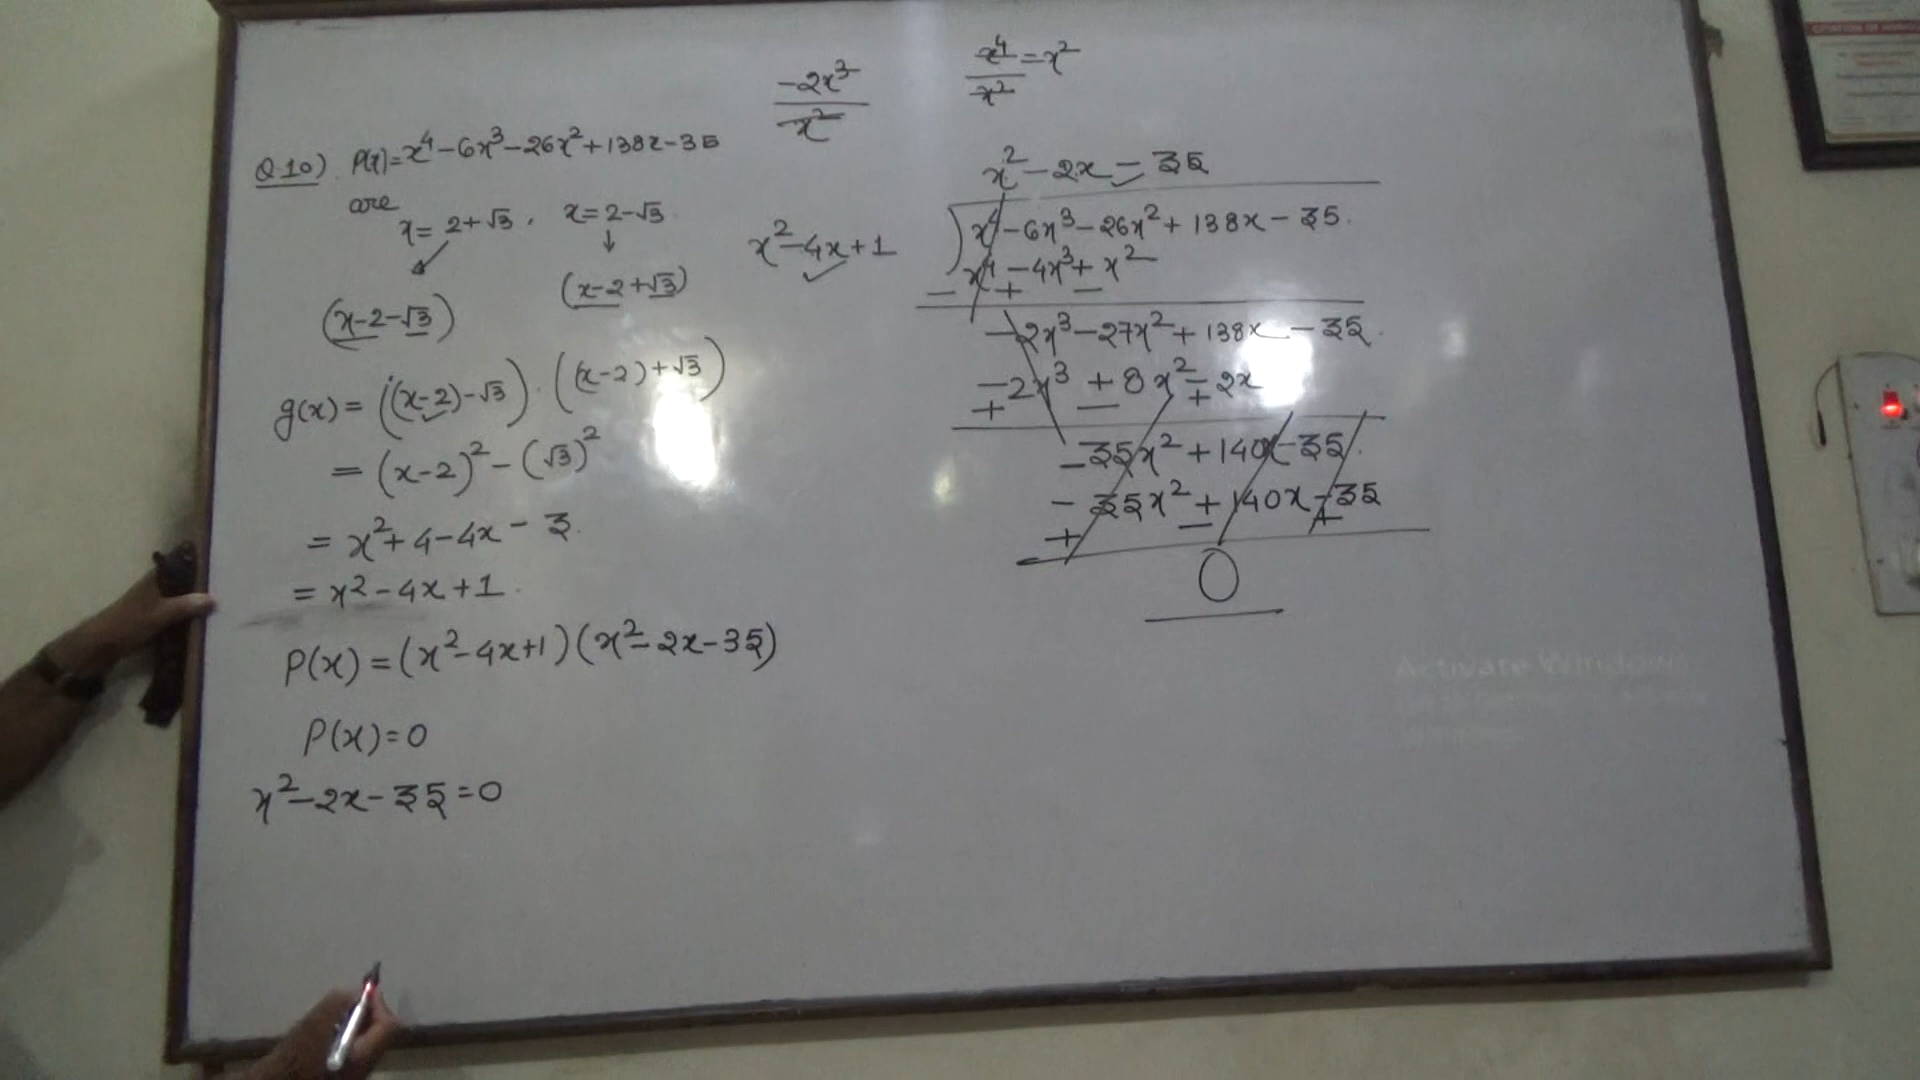 Q.10) P(x)=x⁴-6x³-26x²+138x-35
are
x=2+√3, x=2-√3
(x-2-√3) (x-2+√3)
g(x)=((x-2)-√3)·((x-2)+√3)
=(x-2)²-(√3)²
=x²+4-4x-3.
=x²-4x+1.
P(x)=(x²-4x+1)(x²-2x-35)
P(x)=0
x²-2x-35=0
-2x³/x²
x⁴/x²=x²
x²-2x-35
x²-4x+1 ) x⁴-6x³-26x²+138x-35.
x⁴-4x³+x²
- + -
-2x³-27x²+138x-35.
-2x³+8x²-2x
+ - +
-35x²+140x-35.
-35x²+140x-35
+ - +
0
Activate Windows